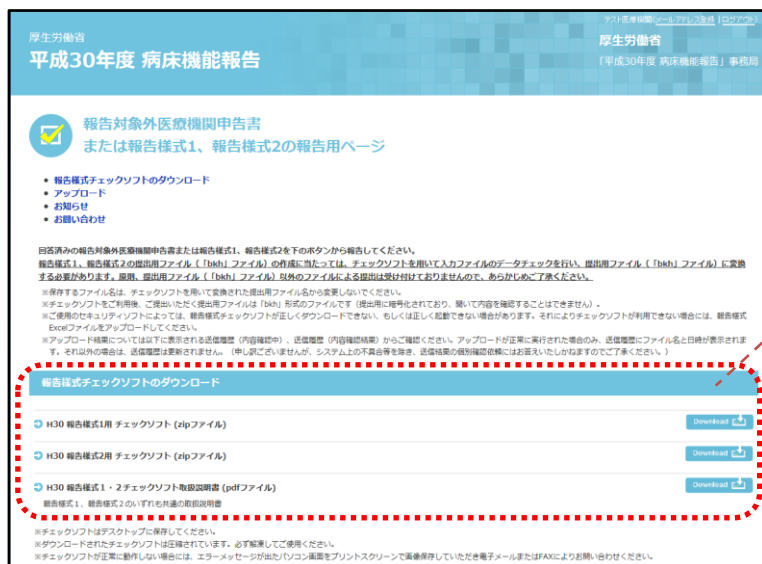 テスト医療機関(メールアドレス登録 | ログアウト)
厚生労働省
平成30年度 病床機能報告
厚生労働省
「平成30年度 病床機能報告」事務局
報告対象外医療機関申告書
または報告様式1、報告様式2の報告用ページ
• 報告様式チェックソフトのダウンロード
• アップロード
• お知らせ
• お問い合わせ
回答済みの報告対象外医療機関申告書または報告様式1、報告様式2を下のボタンから報告してください。
報告様式1、報告様式2の提出用ファイル(「bkh」ファイル)の作成に当たっては、チェックソフトを用いて入力ファイルのデータチェックを行い、提出用ファイル(「bkh」ファイル)に変換
する必要があります。原則、提出用ファイル(「bkh」ファイル)以外のファイルによる提出は受け付けておりませんので、あらかじめご了承ください。
※保存するファイル名は、チェックソフトを用いて変換された提出用ファイル名から変更しないでください。
※チェックソフトをご利用後、ご提出いただく提出用ファイルは「bkh」形式のファイルです(提出用に暗号化されており、開いて内容を確認することはできません)。
※ご使用のセキュリティソフトによっては、報告様式チェックソフトが正しくダウンロードできない、もしくは正しく起動できない場合があります。それによりチェックソフトが利用できない場合には、報告様式
Excelファイルをアップロードしてください。
※アップロード結果については以下に表示される送信履歴(内容確認中)、送信履歴(内容確認結果)からご確認ください。アップロードが正常に実行された場合のみ、送信履歴にファイル名と日時が表示されま
す。それ以外の場合は、送信履歴は更新されません。(申し訳ございませんが、システム上の不具合等を除き、送信結果の個別確認依頼にはお答えいたしかねますのでご了承ください。)
報告様式チェックソフトのダウンロード
H30 報告様式1用 チェックソフト (zipファイル)
Download
H30 報告様式2用 チェックソフト (zipファイル)
Download
H30 報告様式1・2チェックソフト取扱説明書 (pdfファイル)
Download
報告様式1、報告様式2のいずれも共通の取扱説明書
※チェックソフトはデスクトップに保存してください。
※ダウンロードされたチェックソフトは圧縮されています。必ず解凍してご使用ください。
※チェックソフトが正常に動作しない場合には、エラーメッセージが出たパソコン画面をプリントスクリーンで画像保存していただき電子メールまたはFAXによりお問い合わせください。